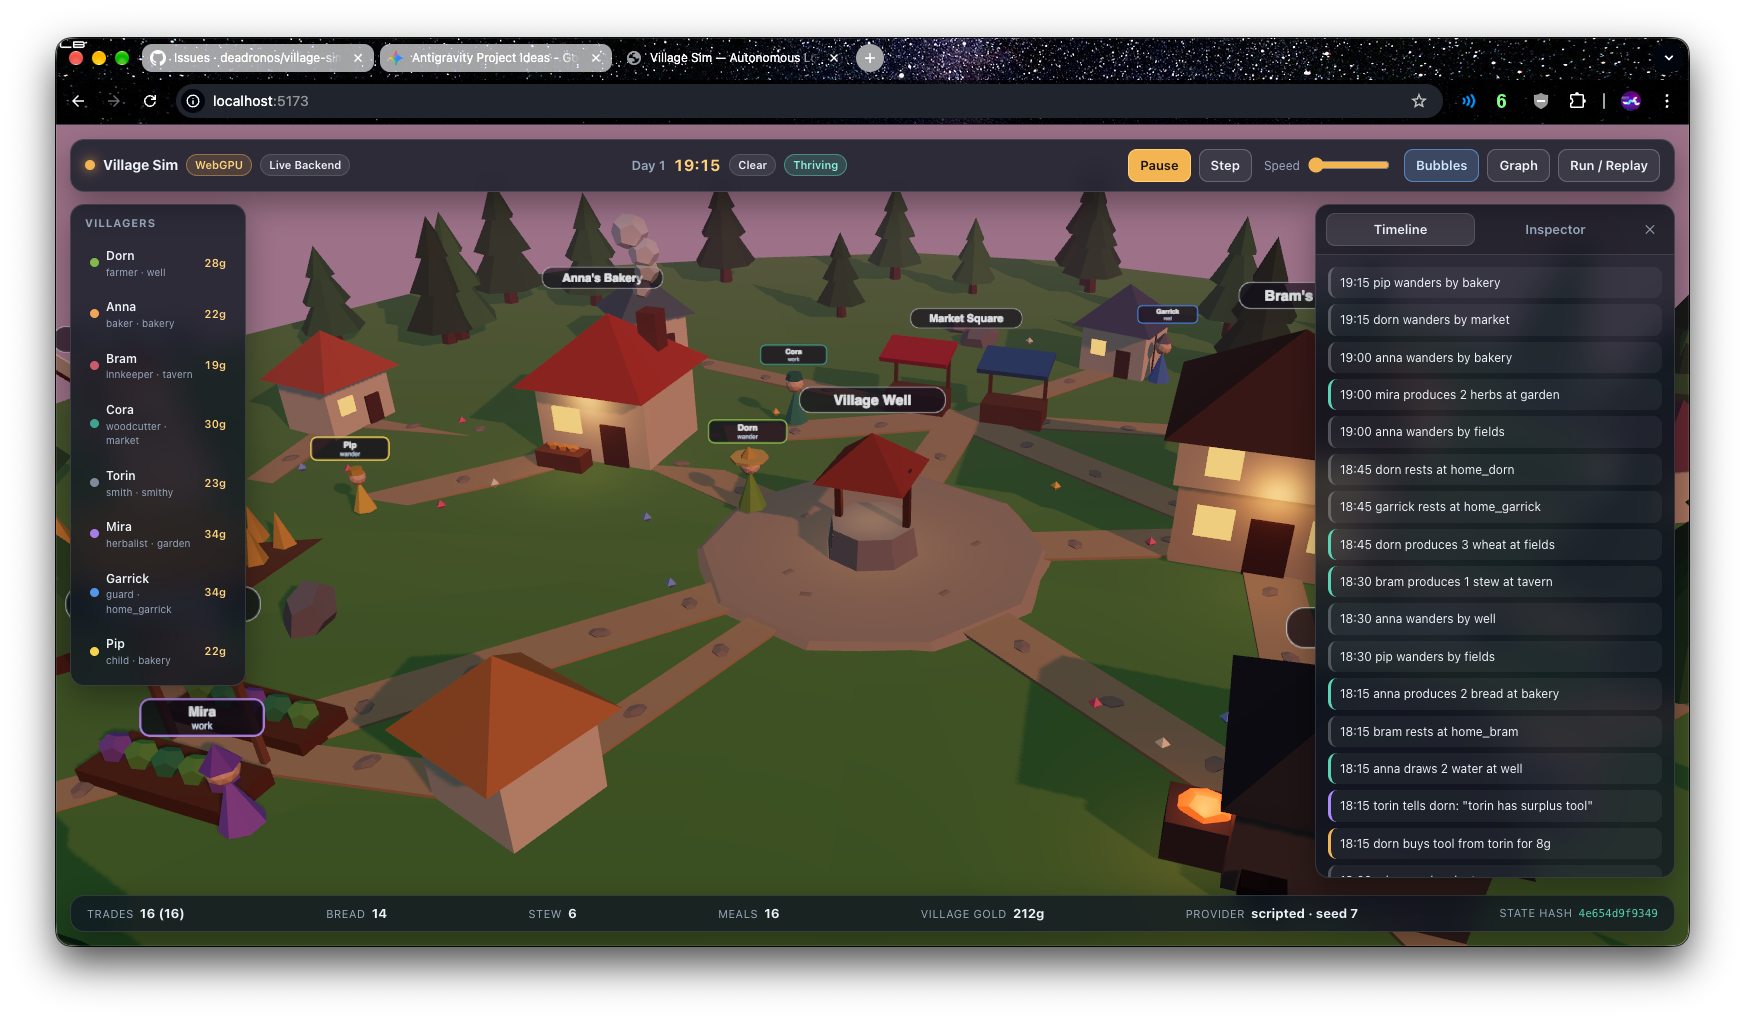 Issues · deadronos/village-sim
Antigravity Project Ideas - G
Village Sim — Autonomous L
localhost:5173
6
Village Sim
WebGPU
Live Backend
Day 1 19:15
Clear
Thriving
Pause
Step
Speed
Bubbles
Graph
Run / Replay
VILLAGERS
Dorn
farmer · well
28g
Anna
baker · bakery
22g
Bram
innkeeper · tavern
19g
Cora
woodcutter ·
market
30g
Torin
smith · smithy
23g
Mira
herbalist · garden
34g
Garrick
guard ·
home_garrick
34g
Pip
child · bakery
22g
Anna's Bakery
Market Square
Garrick
rest
Bram's
Cora
work
Village Well
Dorn
wander
Pip
wander
Mira
work
Timeline
Inspector
19:15 pip wanders by bakery
19:15 dorn wanders by market
19:00 anna wanders by bakery
19:00 mira produces 2 herbs at garden
19:00 anna wanders by fields
18:45 dorn rests at home_dorn
18:45 garrick rests at home_garrick
18:45 dorn produces 3 wheat at fields
18:30 bram produces 1 stew at tavern
18:30 anna wanders by well
18:30 pip wanders by fields
18:15 anna produces 2 bread at bakery
18:15 bram rests at home_bram
18:15 anna draws 2 water at well
18:15 torin tells dorn: "torin has surplus tool"
18:15 dorn buys tool from torin for 8g
TRADES 16 (16)
BREAD 14
STEW 6
MEALS 16
VILLAGE GOLD 212g
PROVIDER scripted · seed 7
STATE HASH 4e654d9f9349